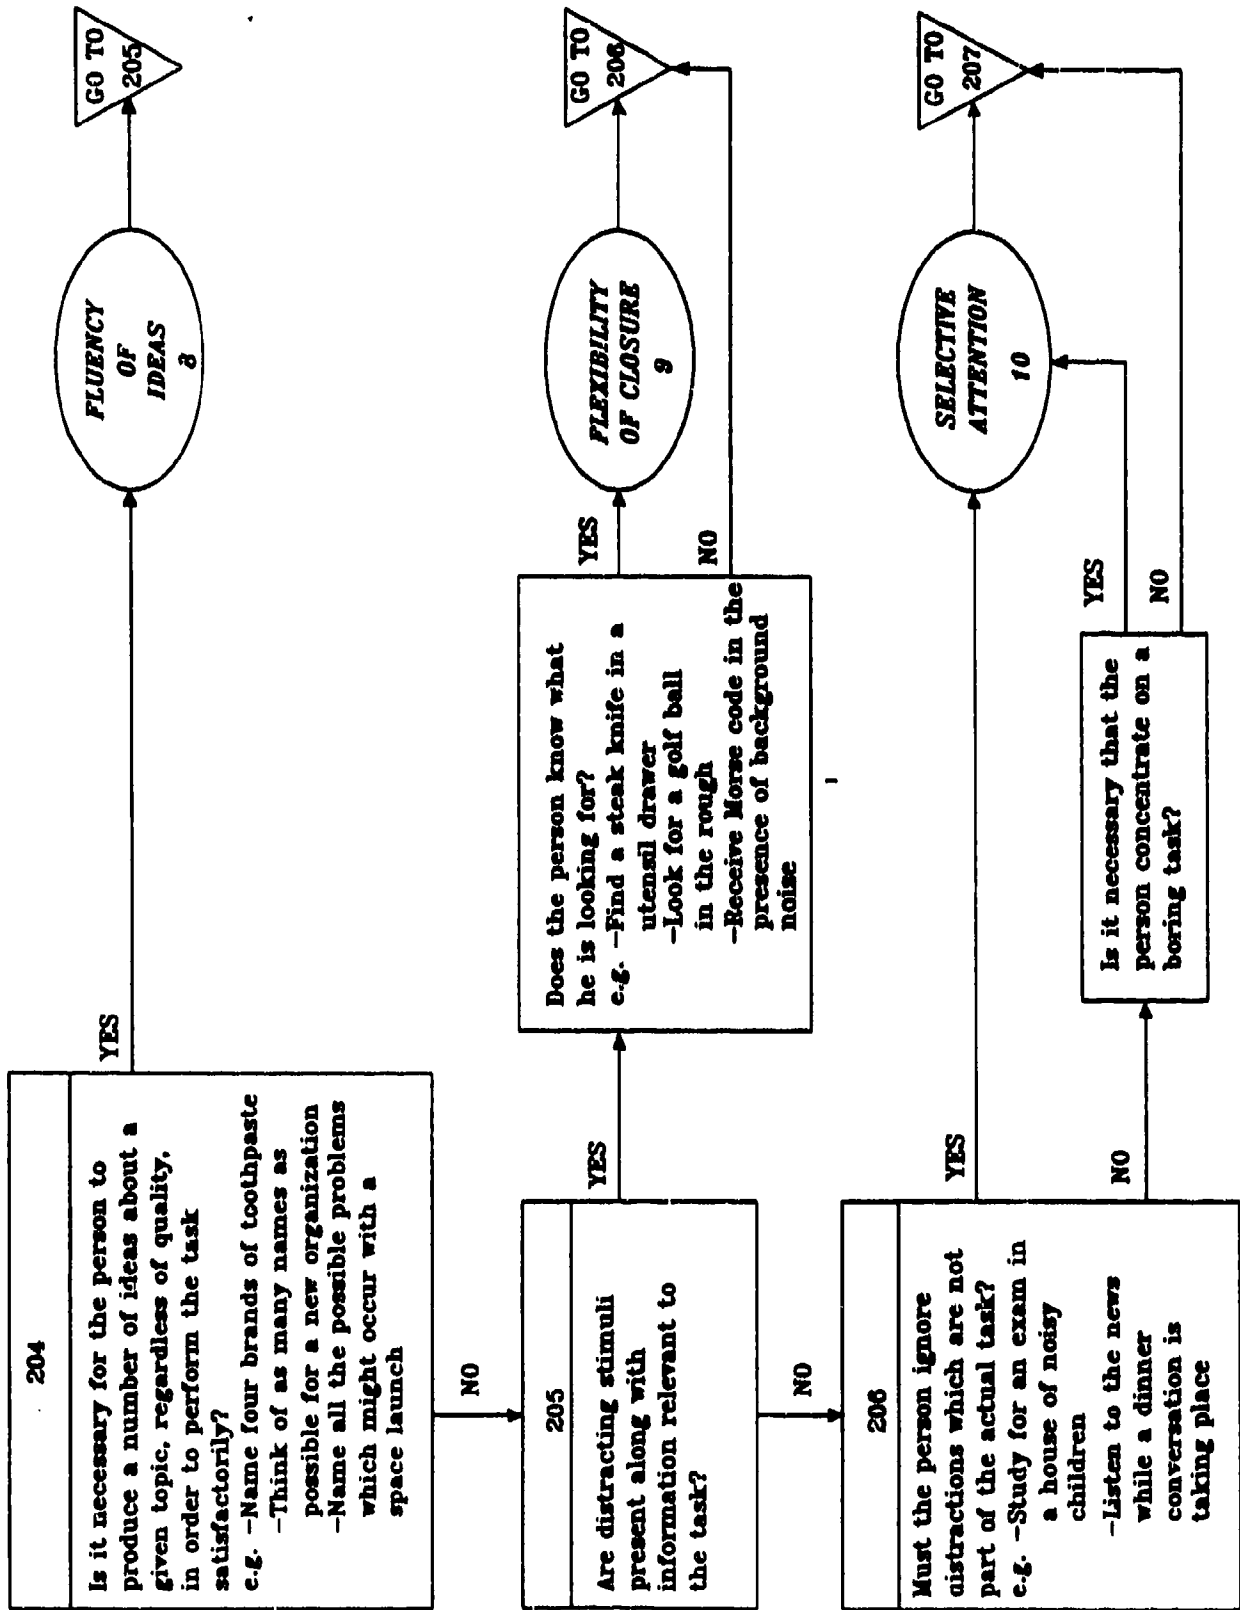 204
Is it necessary for the person to
produce a number of ideas about a
given topic, regardless of quality,
in order to perform the task
satisfactorily?
e.g. -Name four brands of toothpaste
-Think of as many names as
possible for a new organization
-Name all the possible problems
which might occur with a
space launch
YES
FLUENCY
OF
IDEAS
8
GO TO
205
NO
205
Are distracting stimuli
present along with
information relevant to
the task?
YES
Does the person know what
he is looking for?
e.g. -Find a steak knife in a
utensil drawer
-Look for a golf ball
in the rough
-Receive Morse code in the
presence of background
noise
YES
NO
FLEXIBILITY
OF CLOSURE
9
GO TO
206
NO
206
Must the person ignore
distractions which are not
part of the actual task?
e.g. -Study for an exam in
a house of noisy
children
-Listen to the news
while a dinner
conversation is
taking place
YES
NO
Is it necessary that the
person concentrate on a
boring task?
YES
NO
SELECTIVE
ATTENTION
10
GO TO
207